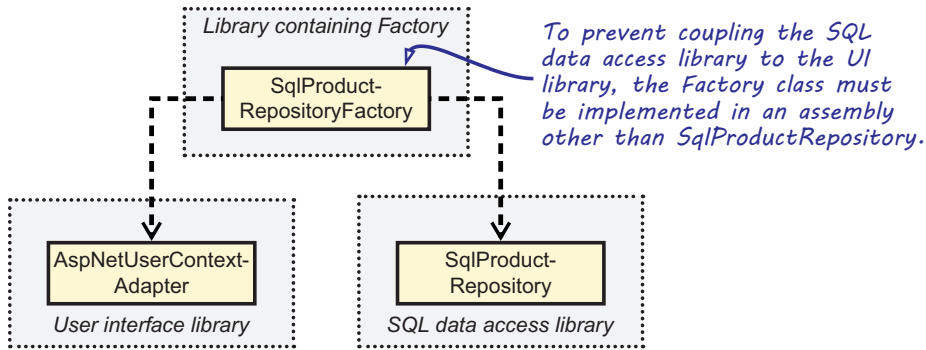 Library containing Factory
SqlProduct-
RepositoryFactory
To prevent coupling the SQL
data access library to the UI
library, the Factory class must
be implemented in an assembly
other than SqlProductRepository.
AspNetUserContext-
Adapter
User interface library
SqlProduct-
Repository
SQL data access library